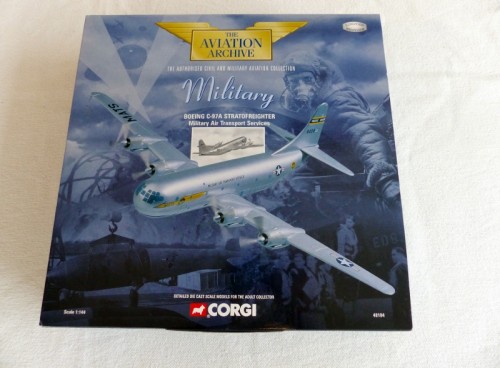 THE
AVIATION
ARCHIVE
THE AUTHORISED CIVIL AND MILITARY AVIATION COLLECTION
Military
BOEING C-97A STRATOFREIGHTER
Military Air Transport Services
MATS
DETAILED DIE CAST SCALE MODELS FOR THE ADULT COLLECTOR
CORGI
Scale 1:144